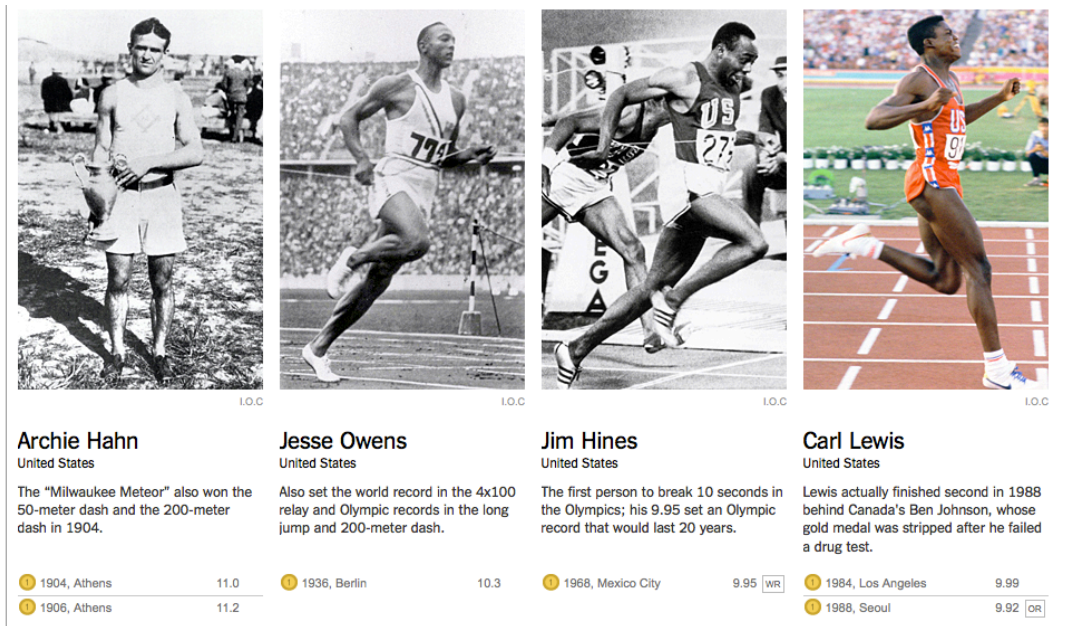 774
US
275
EGA
US
I.O.C
I.O.C
I.O.C
I.O.C
Archie Hahn
United States
The “Milwaukee Meteor” also won the
50-meter dash and the 200-meter
dash in 1904.
1904, Athens 11.0
1906, Athens 11.2
Jesse Owens
United States
Also set the world record in the 4x100
relay and Olympic records in the long
jump and 200-meter dash.
1936, Berlin 10.3
Jim Hines
United States
The first person to break 10 seconds in
the Olympics; his 9.95 set an Olympic
record that would last 20 years.
1968, Mexico City 9.95 WR
Carl Lewis
United States
Lewis actually finished second in 1988
behind Canada’s Ben Johnson, whose
gold medal was stripped after he failed
a drug test.
1984, Los Angeles 9.99
1988, Seoul 9.92 OR